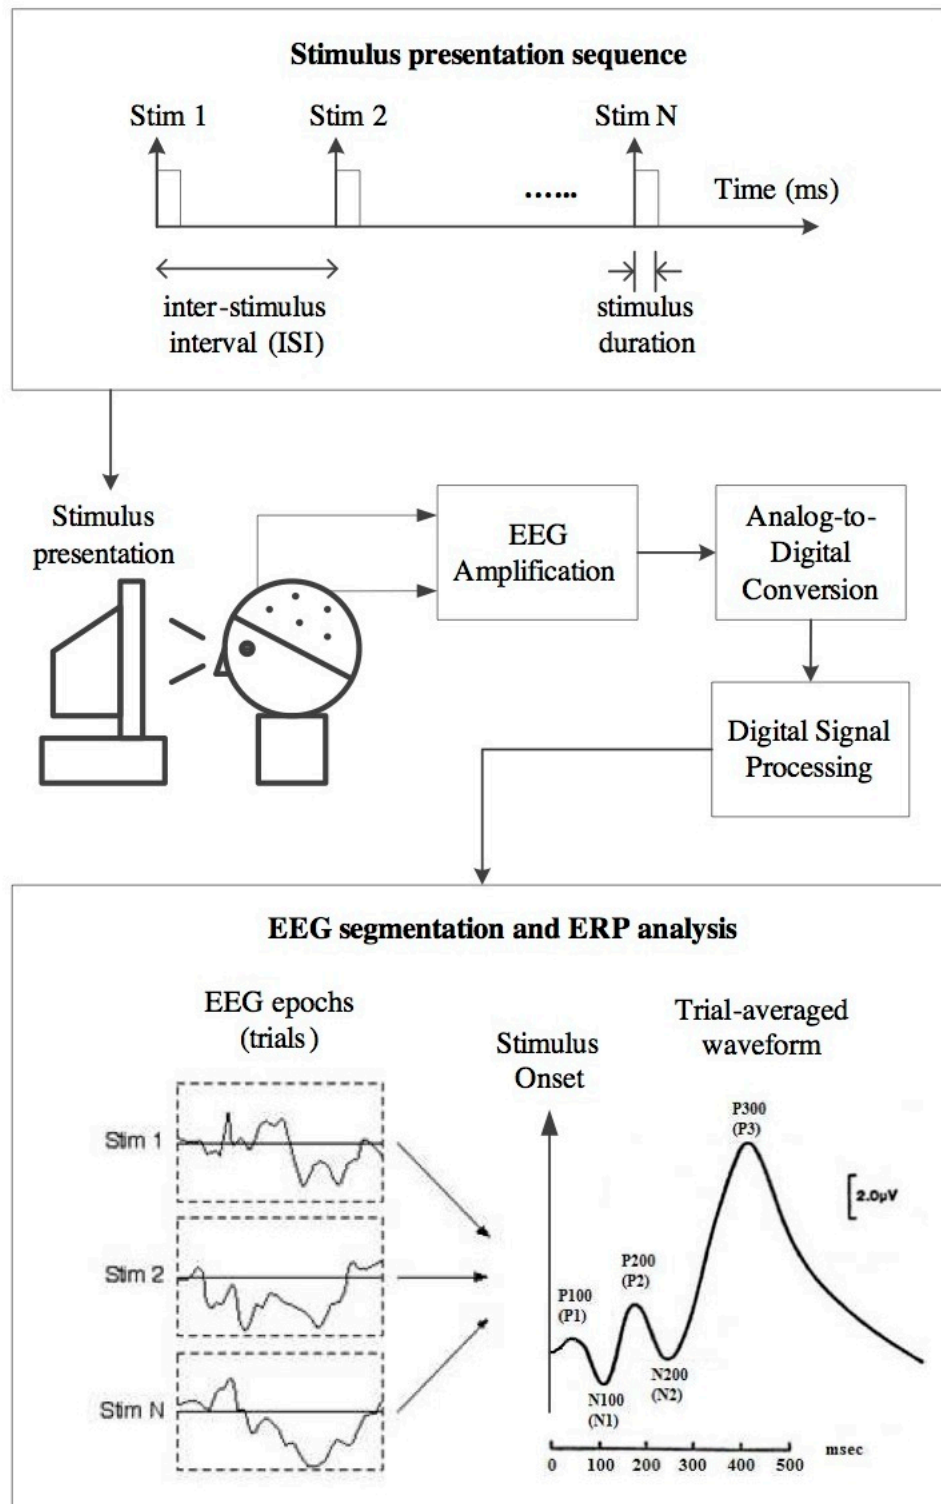 Stimulus presentation sequence
Stim 1
Stim 2
Stim N
......
Time (ms)
inter-stimulus
interval (ISI)
stimulus
duration
Stimulus
presentation
EEG
Amplification
Analog-to-
Digital
Conversion
Digital Signal
Processing
EEG segmentation and ERP analysis
EEG epochs
(trials)
Stim 1
Stim 2
Stim N
Stimulus
Onset
Trial-averaged
waveform
P300
(P3)
2.0μV
P200
(P2)
P100
(P1)
N200
(N2)
N100
(N1)
msec
0 100 200 300 400 500